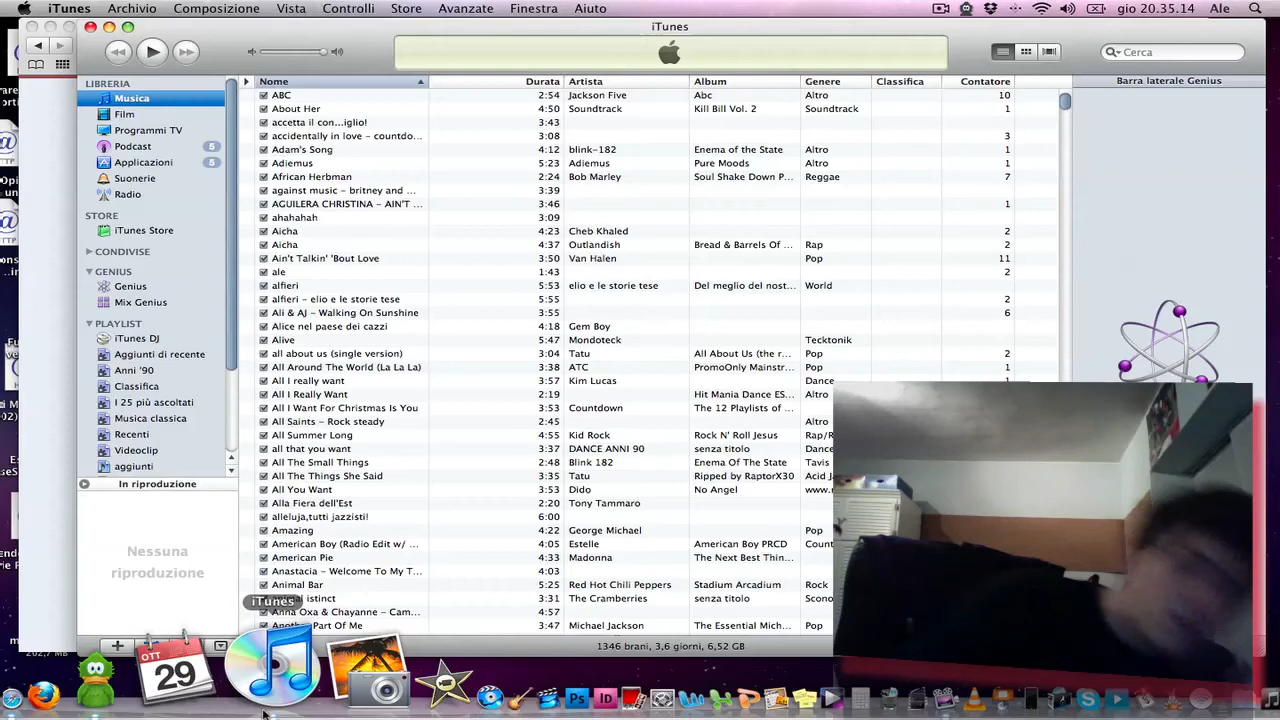 iTunes Archivio Composizione Vista Controlli Store Avanzate Finestra Aiuto gio 20.35.14 Ale
iTunes
Cerca
LIBRERIA
Musica
Film
Programmi TV
Podcast 5
Applicazioni 5
Suonerie
Radio
STORE
iTunes Store
CONDIVISE
GENIUS
Genius
Mix Genius
PLAYLIST
iTunes DJ
Aggiunti di recente
Anni '90
Classifica
I 25 più ascoltati
Musica classica
Recenti
Videoclip
aggiunti
In riproduzione
Nessuna
riproduzione
Nome Durata Artista Album Genere Classifica Contatore
ABC 2:54 Jackson Five Abc Altro 10
About Her 4:50 Soundtrack Kill Bill Vol. 2 Soundtrack 1
accetta il con...iglio! 3:43
accidentally in love - countdo... 3:08 3
Adam's Song 4:12 blink-182 Enema of the State Altro 1
Adiemus 5:23 Adiemus Pure Moods Altro 1
African Herbman 2:24 Bob Marley Soul Shake Down P... Reggae 7
against music - britney and ... 3:39
AGUILERA CHRISTINA - AIN'T ... 3:46 1
ahahahah 3:09
Aicha 4:23 Cheb Khaled 2
Aicha 4:37 Outlandish Bread & Barrels Of ... Rap 2
Ain't Talkin' 'Bout Love 3:50 Van Halen Pop 11
ale 1:43 2
alfieri 5:53 elio e le storie tese Del meglio del nost... World
alfieri - elio e le storie tese 5:55 2
Ali & AJ - Walking On Sunshine 3:55 6
Alice nel paese dei cazzi 4:18 Gem Boy
Alive 5:47 Mondoteck Tecktonik
all about us (single version) 3:04 Tatu All About Us (the r... Pop 2
All Around The World (La La La) 3:38 ATC PromoOnly Mainstr... Pop 1
All I really want 3:57 Kim Lucas Dance
All I Really Want 2:19 Hit Mania Dance ES... Altro
All I Want For Christmas Is You 3:53 Countdown The 12 Playlists of ...
All Saints - Rock steady 2:45 Altro
All Summer Long 4:55 Kid Rock Rock N' Roll Jesus Rap/R
all that you want 3:37 DANCE ANNI 90 senza titolo Dance
All The Small Things 2:48 Blink 182 Enema Of The State Tavis
All The Things She Said 3:35 Tatu Ripped by RaptorX30 Acid Ja
All You Want 3:53 Dido No Angel www.r
Alla Fiera dell'Est 2:20 Tony Tammaro
alleluja,tutti jazzisti! 6:00
Amazing 4:22 George Michael Pop
American Boy (Radio Edit w/ ... 4:05 Estelle American Boy PRCD Count
American Pie 3:33 Madonna The Next Best Thin... Pop
Anastacia - Welcome To My T... 4:03
Animal Bar 5:25 Red Hot Chili Peppers Stadium Arcadium Rock
istinct 3:31 The Cranberries senza titolo Scono
Anna Oxa & Chayanne - Cam... 4:57
Part Of Me 3:47 Michael Jackson The Essential Mich... Pop
Barra laterale Genius
1346 brani, 3,6 giorni, 6,52 GB
iTunes
OTT
29
Ps
ID